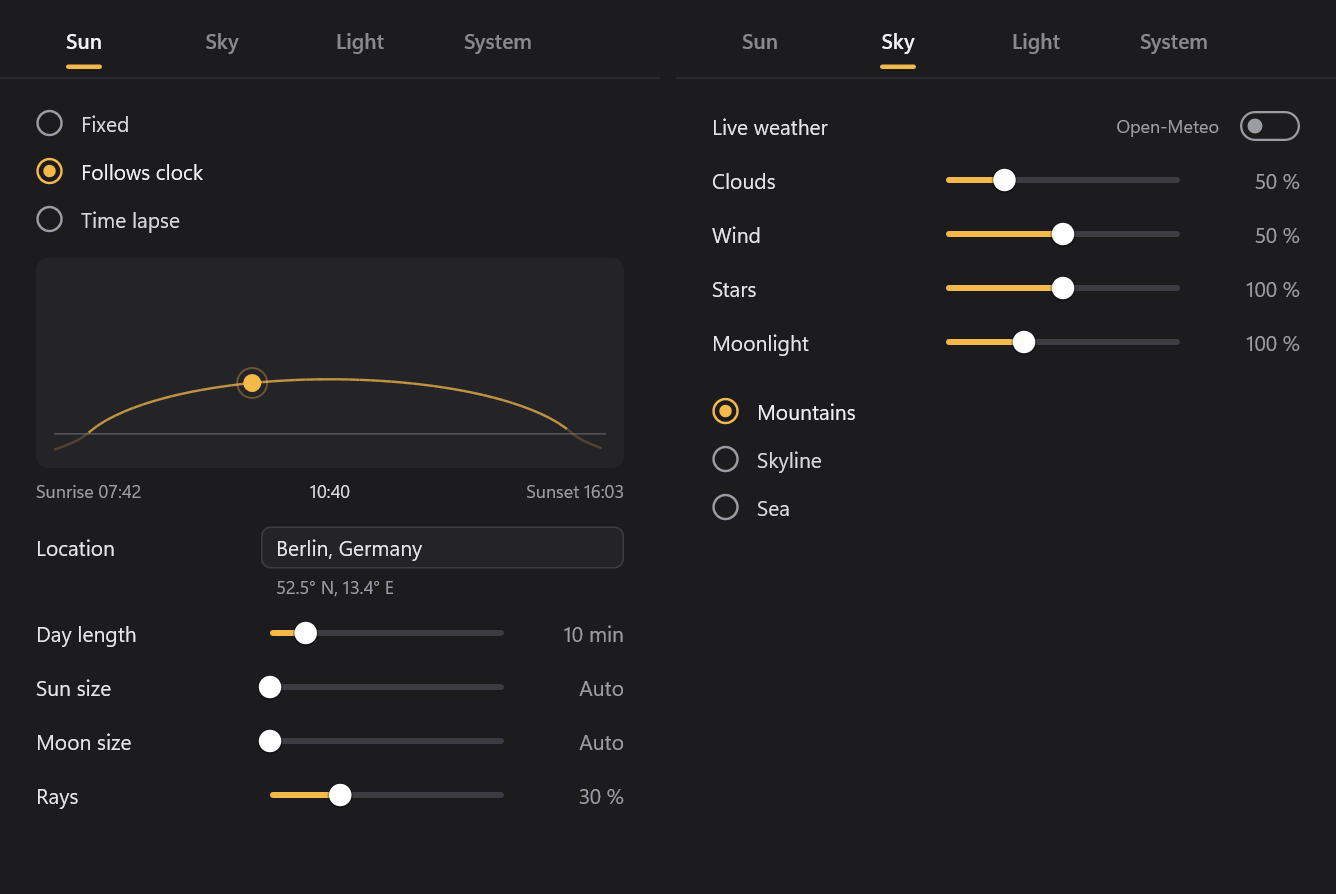 Sun Sky Light System
Fixed
Follows clock
Time lapse
Sunrise 07:42 10:40 Sunset 16:03
Location Berlin, Germany
52.5° N, 13.4° E
Day length 10 min
Sun size Auto
Moon size Auto
Rays 30 %
Sun Sky Light System
Live weather Open-Meteo
Clouds 50 %
Wind 50 %
Stars 100 %
Moonlight 100 %
Mountains
Skyline
Sea